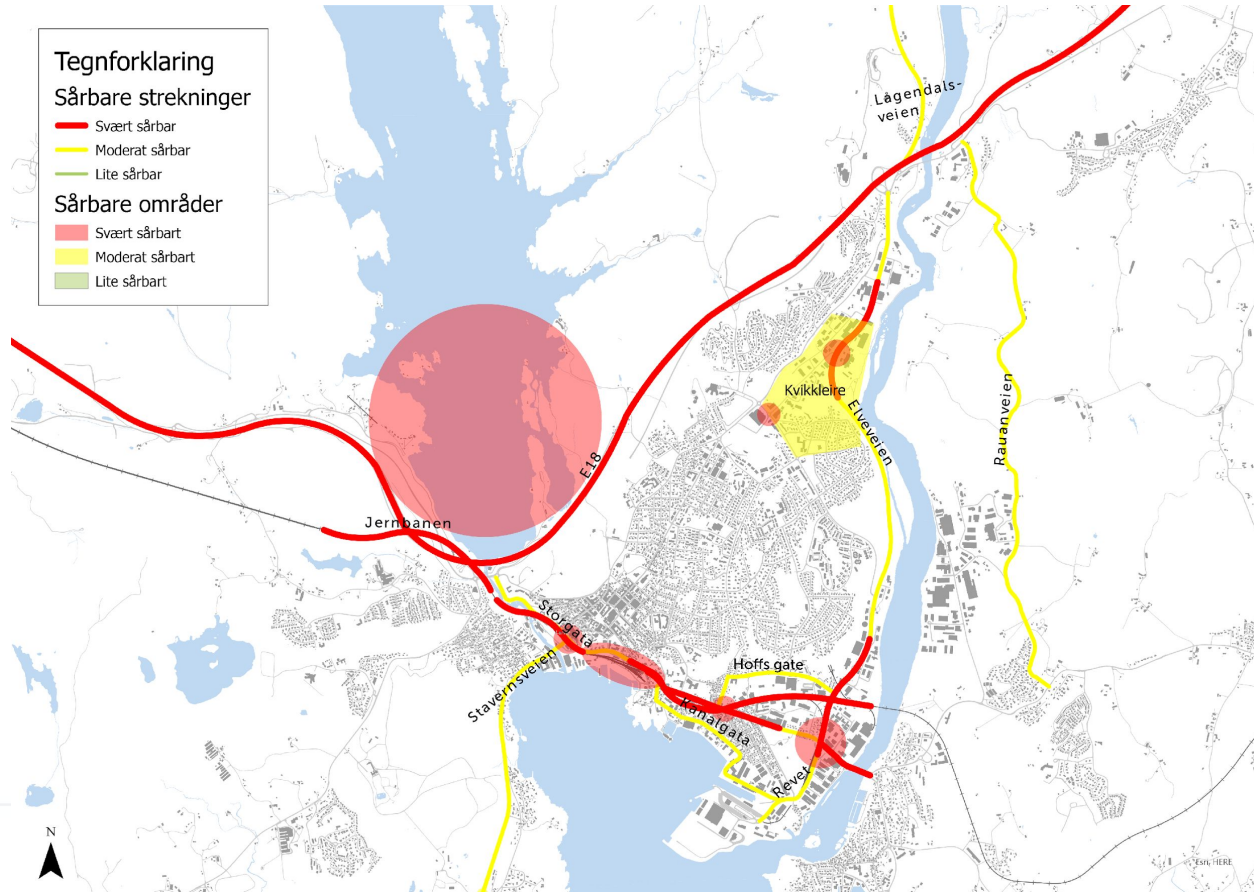 Tegnforklaring
Sårbare strekninger
Svært sårbar
Moderat sårbar
Lite sårbar
Sårbare områder
Svært sårbart
Moderat sårbart
Lite sårbart
Lågendals-
veien
Kvikkleire
Elveveien
Rauanveien
E18
Jernbanen
Storgata
Stavernsveien
Hoffs gate
Kanalgata
Revet
N
Esri, HERE